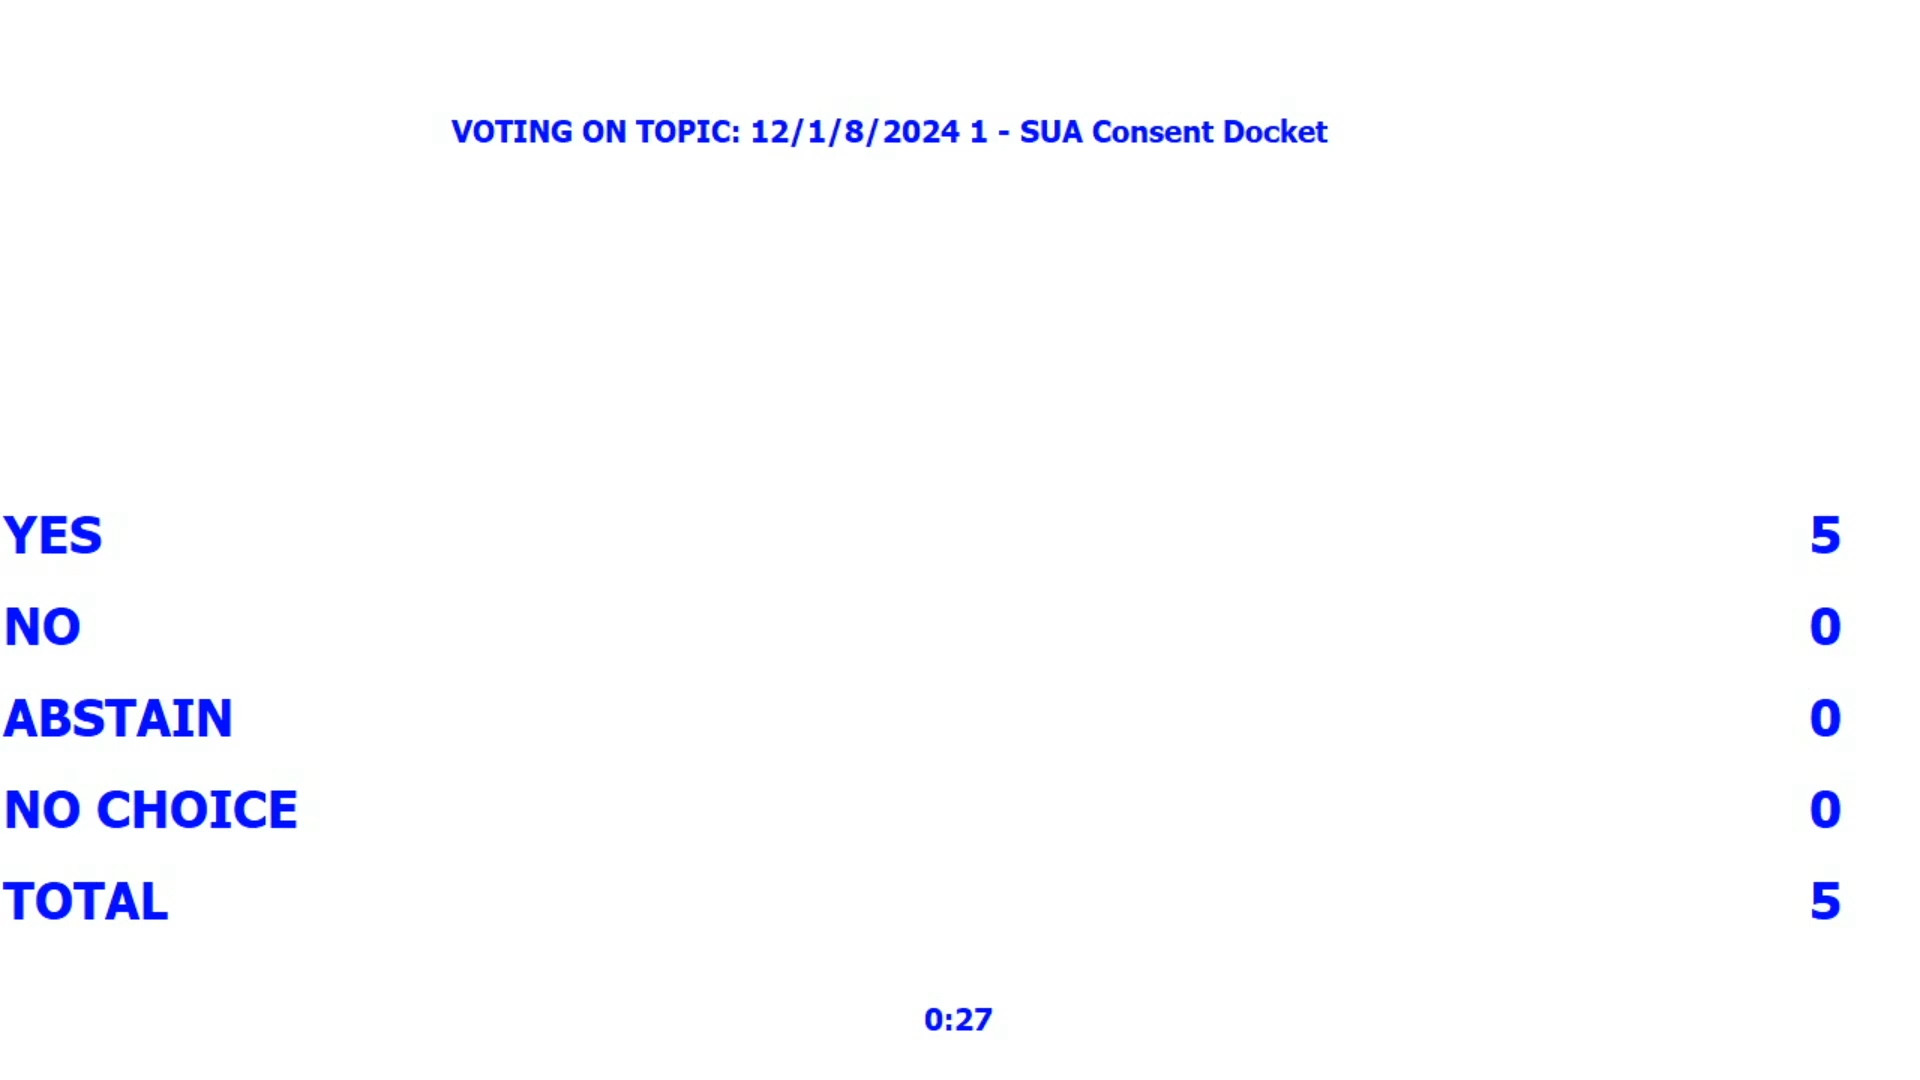 VOTING ON TOPIC: 12/1/8/2024 1 - SUA Consent Docket
YES 5
NO 0
ABSTAIN 0
NO CHOICE 0
TOTAL 5
0:27